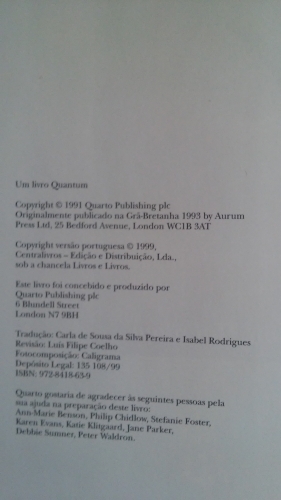 Um livro Quantum
Copyright © 1991 Quarto Publishing plc
Originalmente publicado na Grã-Bretanha 1993 by Aurum
Press Ltd, 25 Bedford Avenue, London WC1B 3AT
Copyright versão portuguesa © 1999,
Centralivros – Edição e Distribuição, Lda.,
sob a chancela Livros e Livros.
Este livro foi concebido e produzido por
Quarto Publishing plc
6 Blundell Street
London N7 9BH
Tradução: Carla de Sousa da Silva Pereira e Isabel Rodrigues
Revisão: Luís Filipe Coelho
Fotocomposição: Caligrama
Depósito Legal: 135 108/99
ISBN: 972-8418-63-9
Quarto gostaria de agradecer às seguintes pessoas pela
sua ajuda na preparação deste livro:
Ann-Marie Benson, Philip Chidlow, Stefanie Foster,
Karen Evans, Katie Klitgaard, Jane Parker,
Debbie Sumner, Peter Waldron.